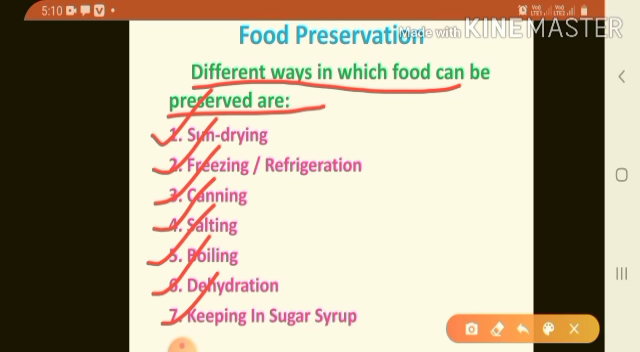 5:10
Made with KINEMASTER
Food Preservation
Different ways in which food can be
preserved are:
1. Sun-drying
2. Freezing / Refrigeration
3. Canning
4. Salting
5. Boiling
6. Dehydration
7. Keeping In Sugar Syrup